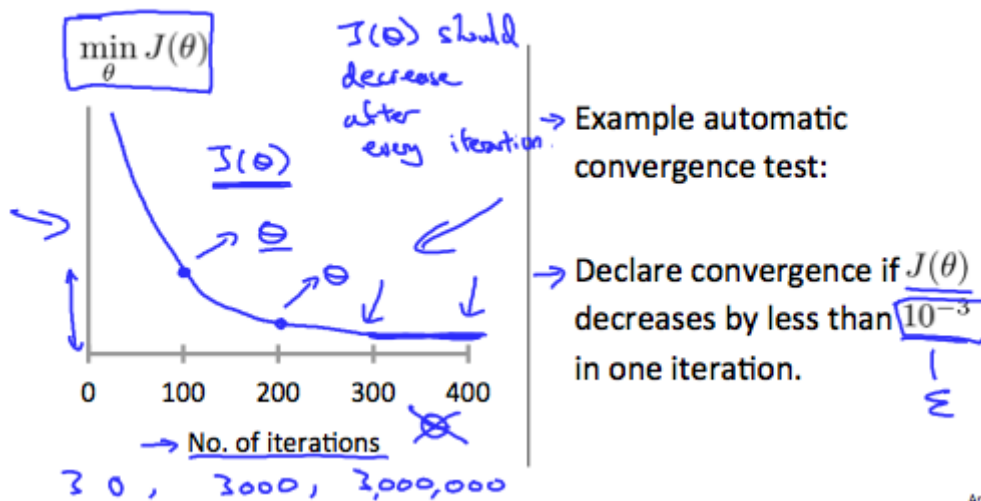 min J(θ)
θ
J(θ) should
decrease
after
every iteration.
J(θ)
θ
θ
0 100 200 300 400
→ No. of iterations
30, 3000, 3,000,000
→ Example automatic
convergence test:
→ Declare convergence if J(θ)
decreases by less than 10⁻³
in one iteration.
ε